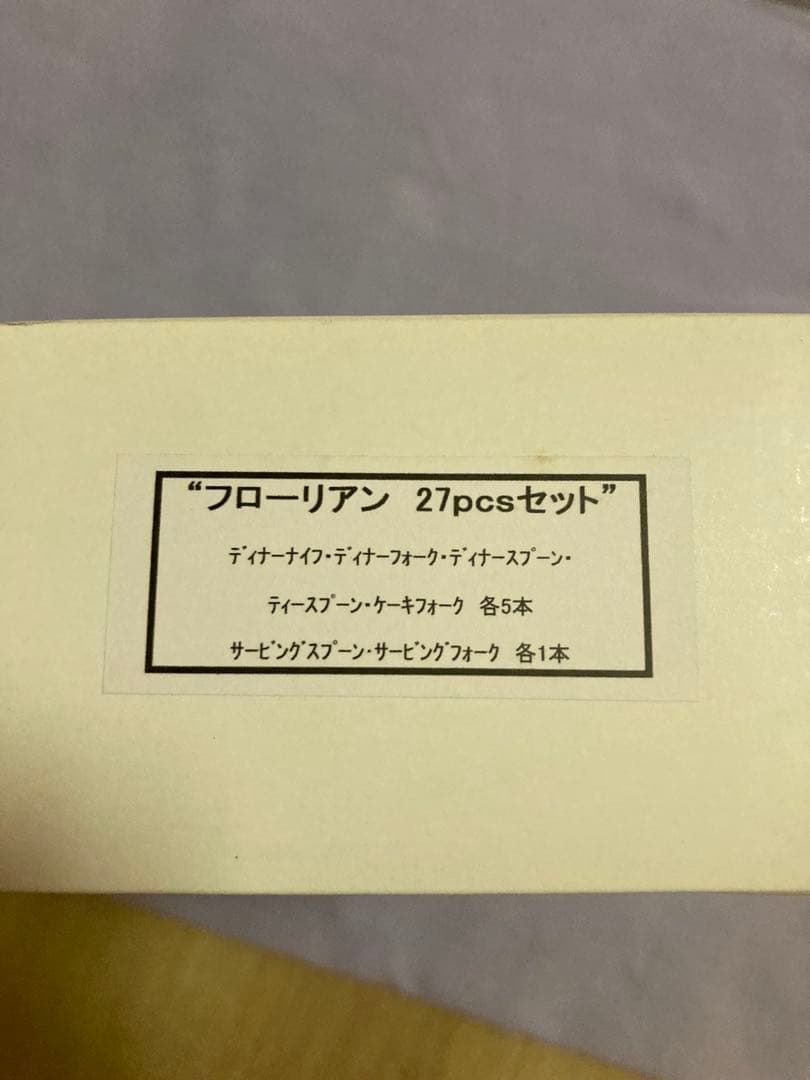 “フローリアン 27pcsセット”
ﾃﾞｨﾅｰﾅｲﾌ・ﾃﾞｨﾅｰﾌｫｰｸ・ﾃﾞｨﾅｰｽﾌﾟｰﾝ・
ﾃｨｰｽﾌﾟｰﾝ・ｹｰｷﾌｫｰｸ 各5本
ｻｰﾋﾞﾝｸﾞｽﾌﾟｰﾝ・ｻｰﾋﾞﾝｸﾞﾌｫｰｸ 各1本